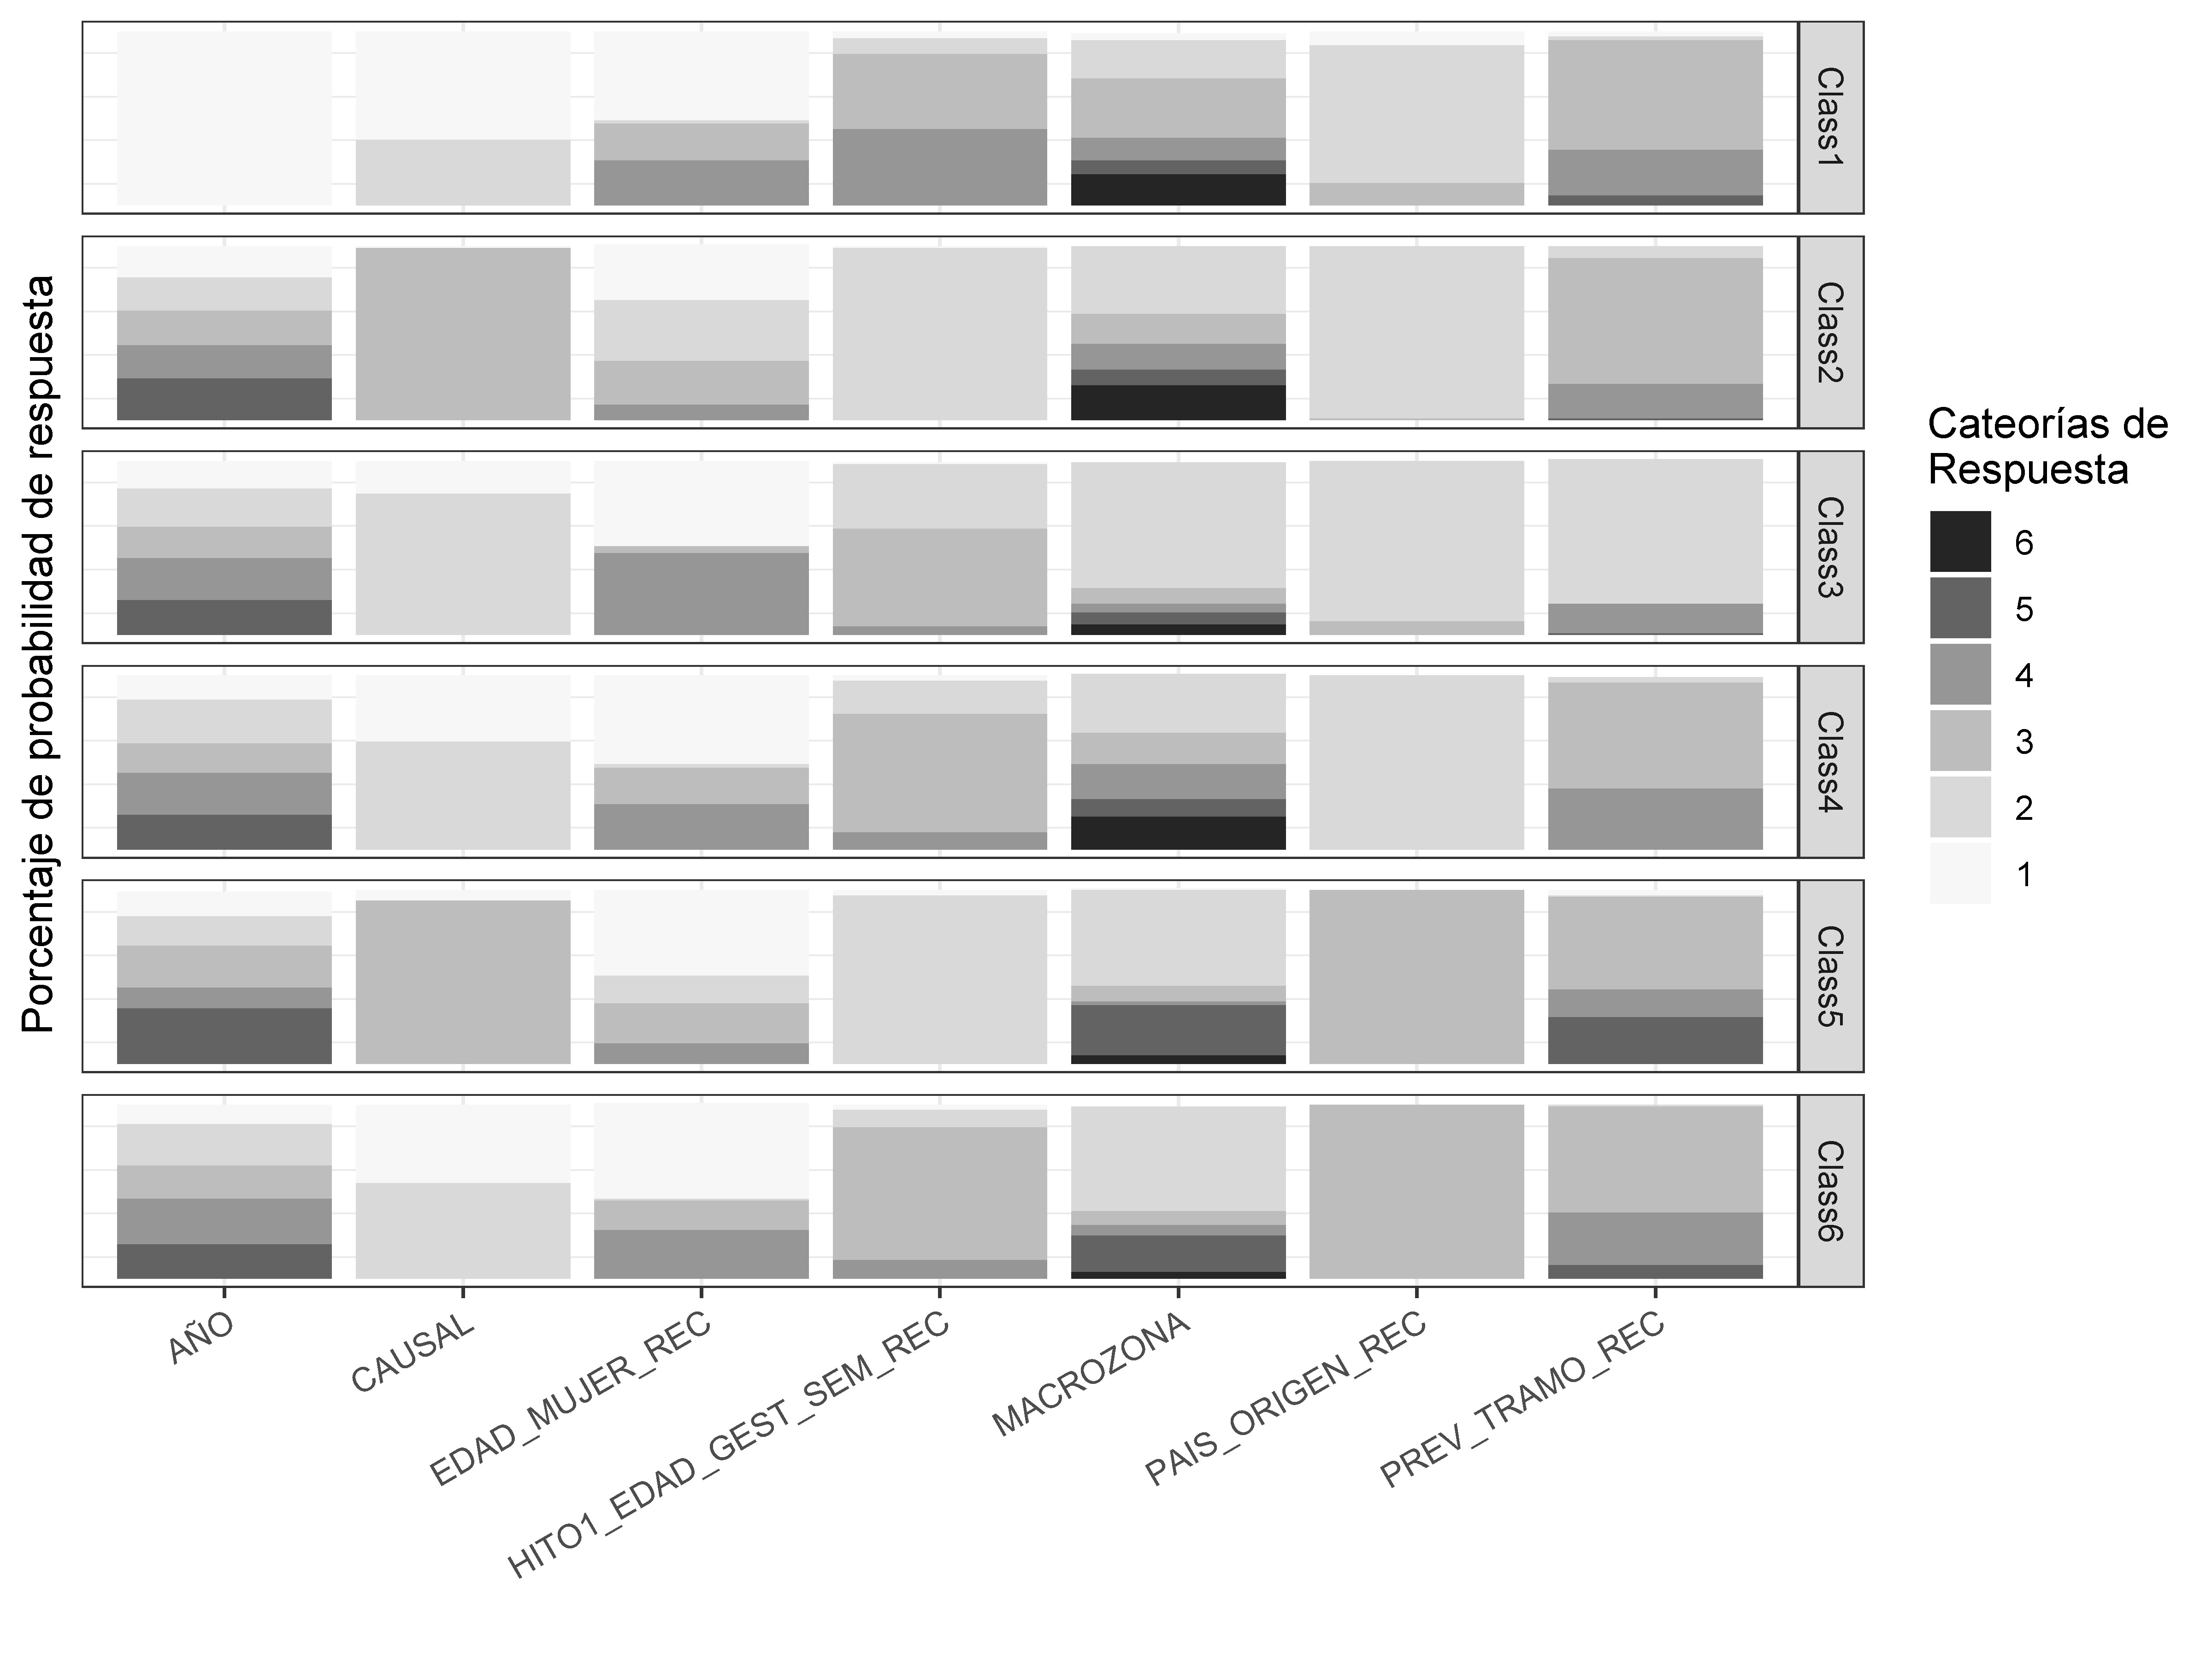 Porcentaje de probabilidad de respuesta
Class1
Class2
Class3
Class4
Class5
Class6
AÑO
CAUSAL
EDAD_MUJER_REC
HITO1_EDAD_GEST_SEM_REC
MACROZONA
PAIS_ORIGEN_REC
PREV_TRAMO_REC
Cateorías de
Respuesta
6
5
4
3
2
1